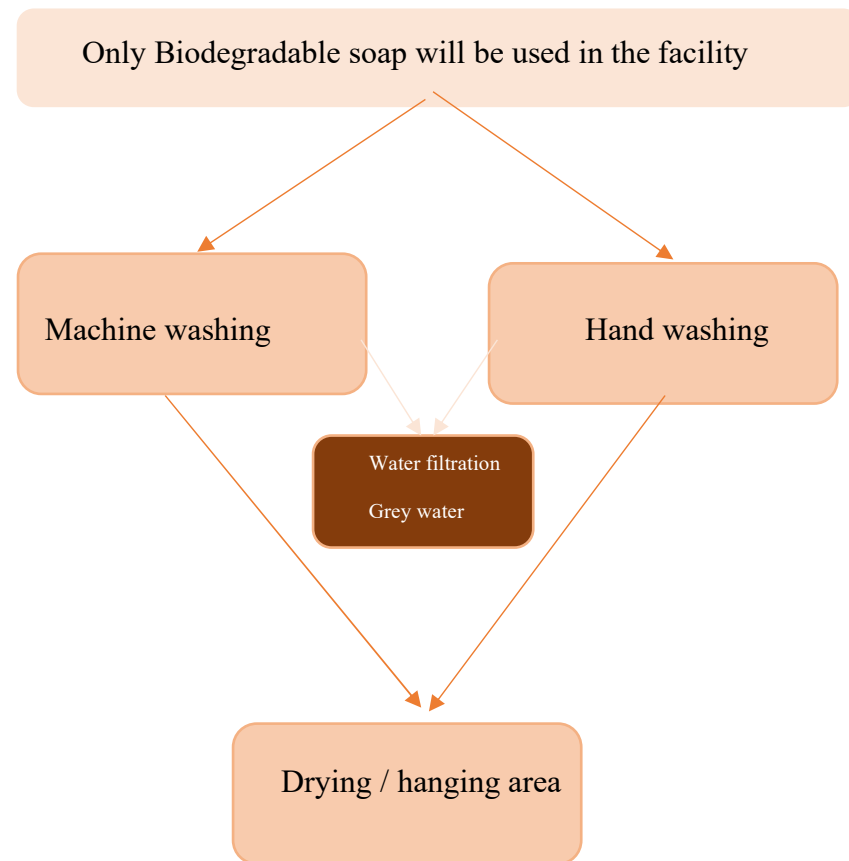 Only Biodegradable soap will be used in the facility
Machine washing
Hand washing
Water filtration
Grey water
Drying / hanging area